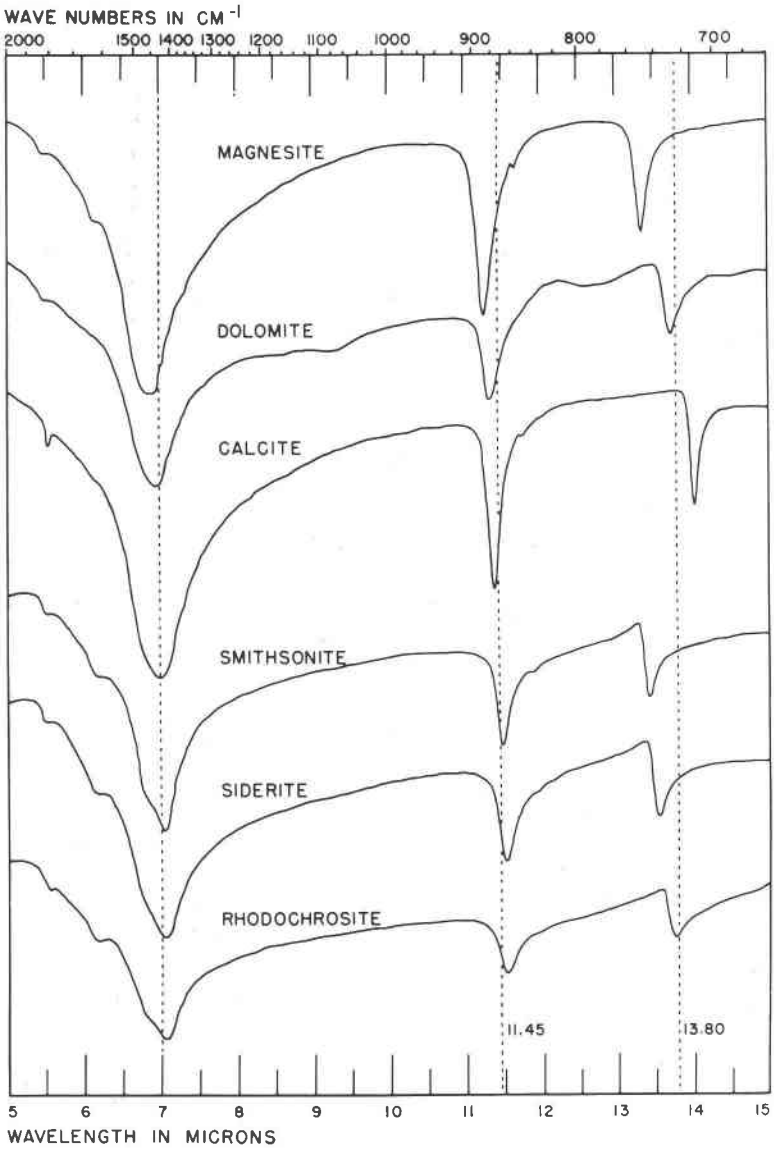 WAVE NUMBERS IN CM⁻¹
2000 1500 1400 1300 1200 1100 1000 900 800 700
MAGNESITE
DOLOMITE
CALCITE
SMITHSONITE
SIDERITE
RHODOCHROSITE
11.45 13.80
5 6 7 8 9 10 11 12 13 14 15
WAVELENGTH IN MICRONS